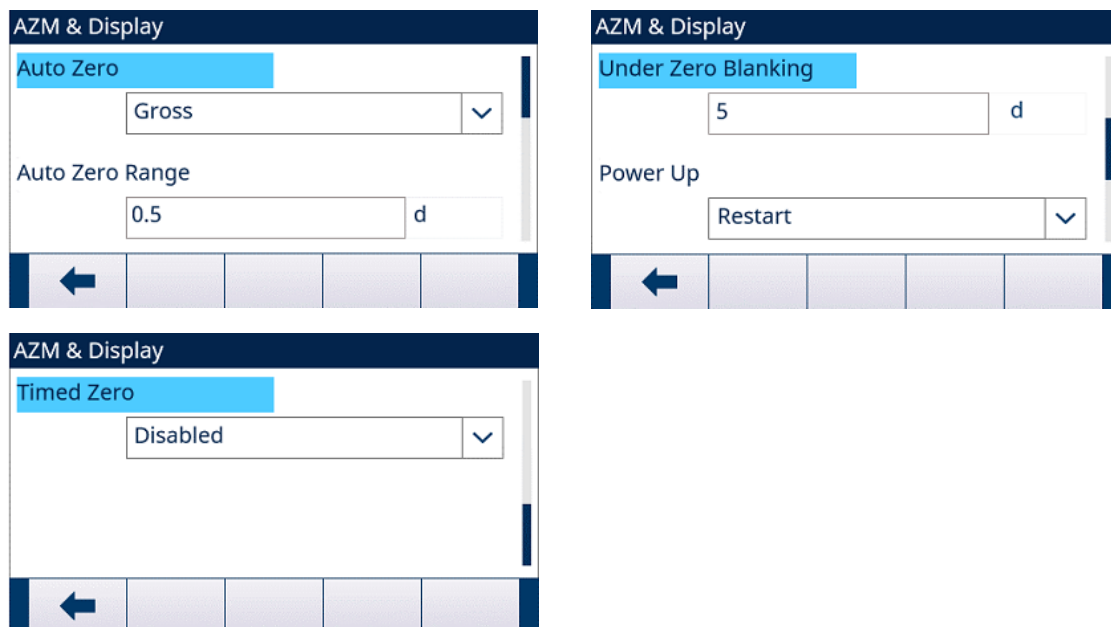 AZM & Display
Auto Zero
Gross
Auto Zero Range
0.5 d
AZM & Display
Under Zero Blanking
5 d
Power Up
Restart
AZM & Display
Timed Zero
Disabled